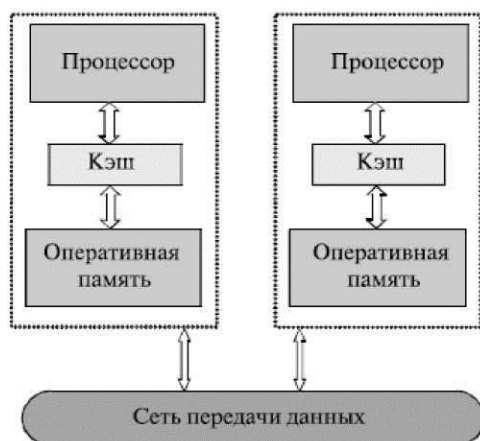 Процессор
Кэш
Оперативная
память
Процессор
Кэш
Оперативная
память
Сеть передачи данных